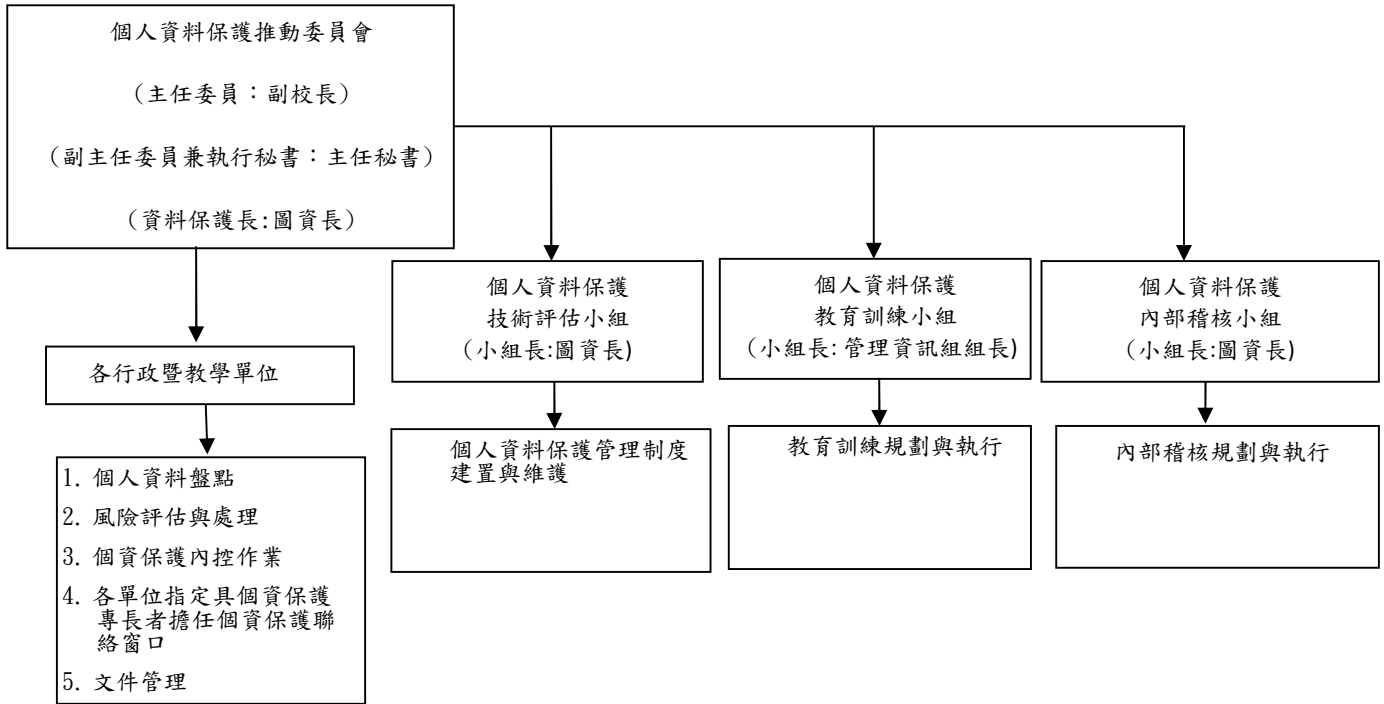 個人資料保護推動委員會
（主任委員：副校長）
（副主任委員兼執行秘書：主任秘書）
（資料保護長:圖資長）
個人資料保護
技術評估小組
（小組長:圖資長)
個人資料保護
教育訓練小組
（小組長: 管理資訊組組長)
個人資料保護
內部稽核小組
（小組長:圖資長)
各行政暨教學單位
個人資料保護管理制度
建置與維護
教育訓練規劃與執行
內部稽核規劃與執行
1. 個人資料盤點
2. 風險評估與處理
3. 個資保護內控作業
4. 各單位指定具個資保護
專長者擔任個資保護聯
絡窗口
5. 文件管理